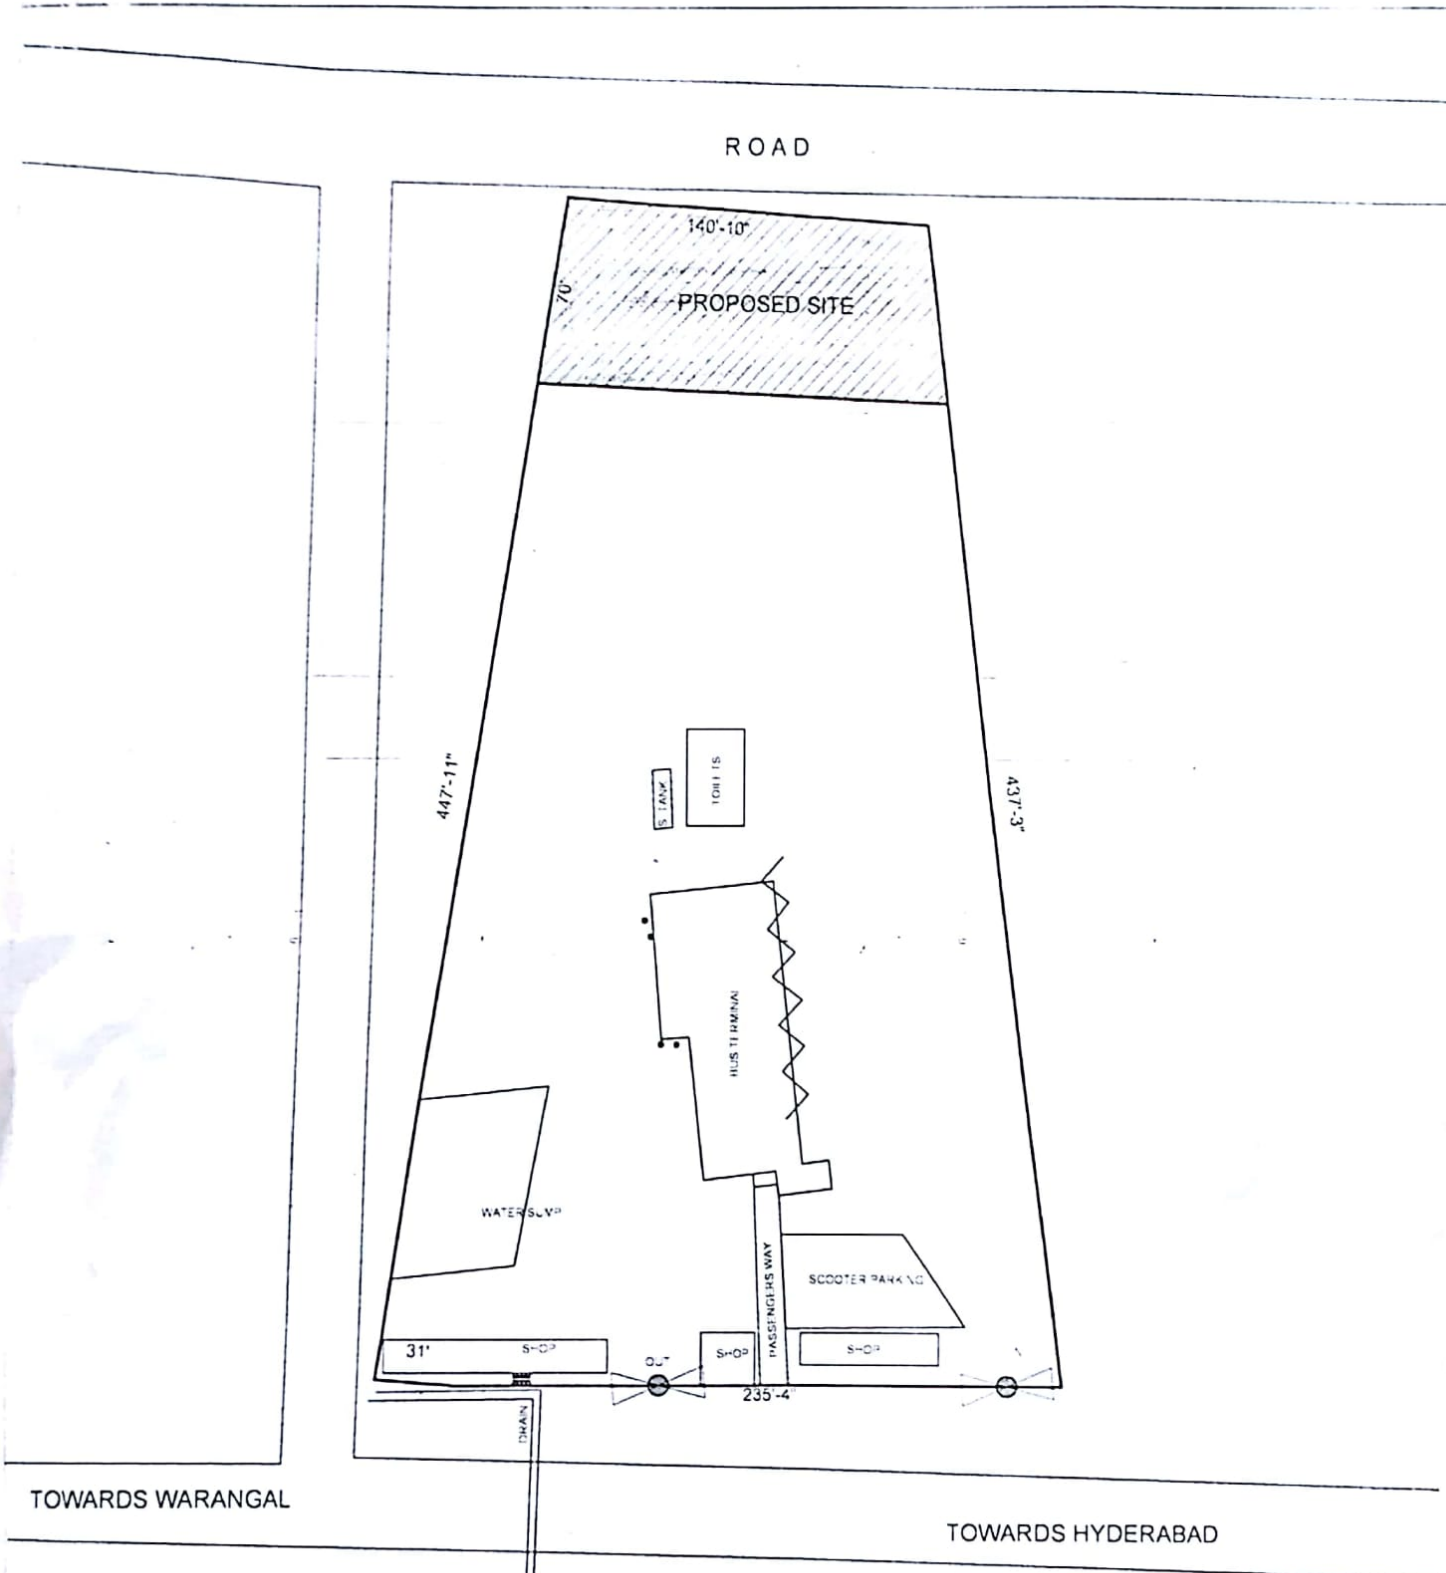 ROAD
140'-10"
70'
PROPOSED SITE
447'-11"
437'-3"
TOILETS
S. TANK
BUS TERMINAL
WATER SUMP
PASSENGERS WAY
SCOOTER PARKING
31'
SHOP
OUT
SHOP
SHOP
235'-4"
DRAIN
TOWARDS WARANGAL
TOWARDS HYDERABAD